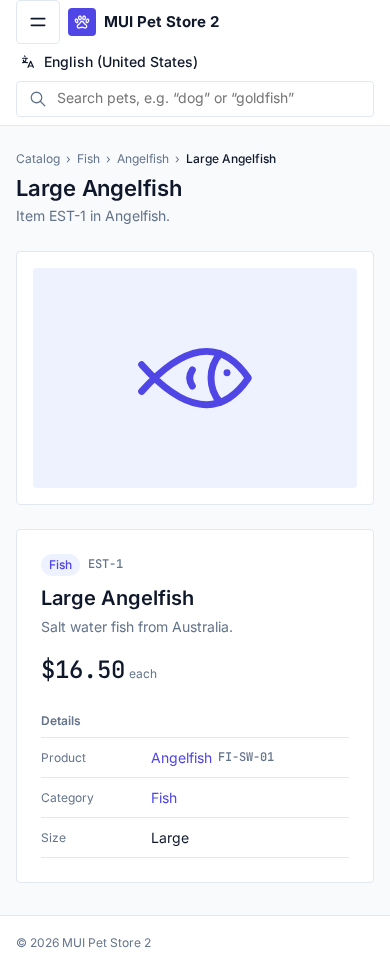 MUI Pet Store 2
English (United States)
Search pets, e.g. “dog” or “goldfish”
Catalog › Fish › Angelfish › Large Angelfish
Large Angelfish
Item EST-1 in Angelfish.
Fish EST-1
Large Angelfish
Salt water fish from Australia.
$16.50 each
Details
Product Angelfish FI-SW-01
Category Fish
Size Large
© 2026 MUI Pet Store 2